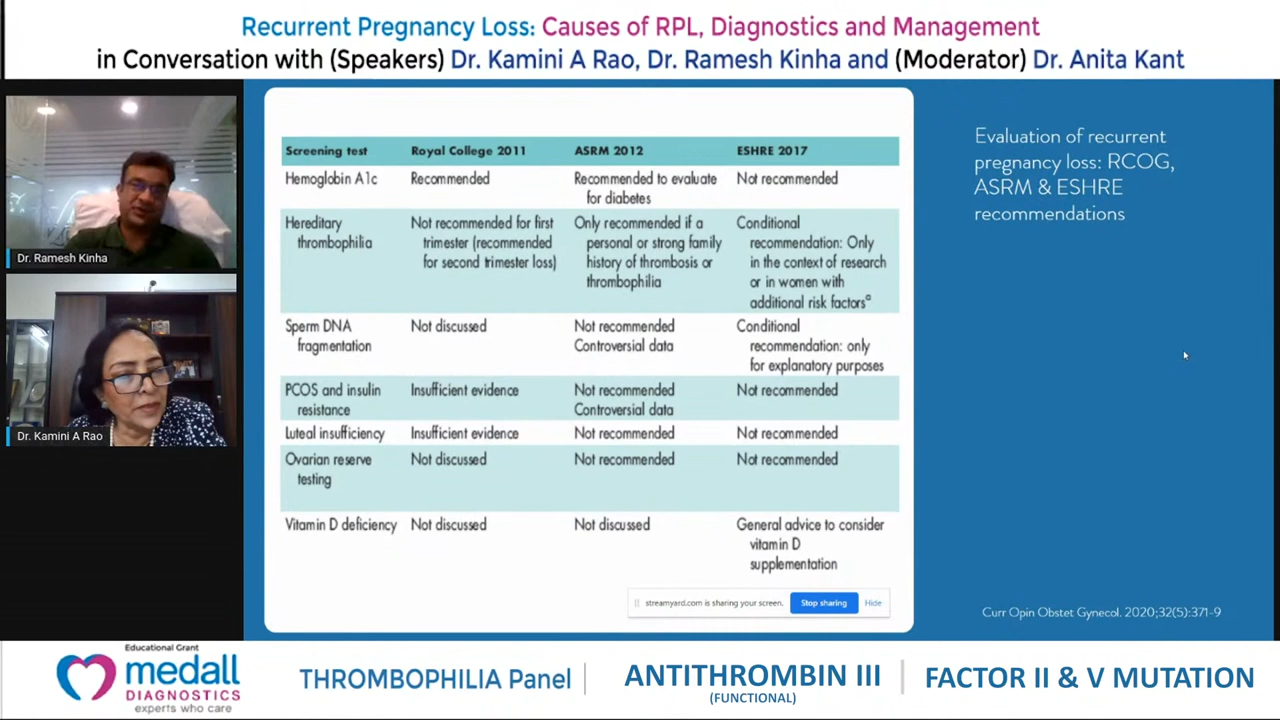 Recurrent Pregnancy Loss: Causes of RPL, Diagnostics and Management
in Conversation with (Speakers) Dr. Kamini A Rao, Dr. Ramesh Kinha and (Moderator) Dr. Anita Kant
Dr. Ramesh Kinha
Dr. Kamini A Rao
Screening test Royal College 2011 ASRM 2012 ESHRE 2017
Hemoglobin A1c Recommended Recommended to evaluate Not recommended
for diabetes
Hereditary Not recommended for first Only recommended if a Conditional
thrombophilia trimester (recommended personal or strong family recommendation: Only
for second trimester loss) history of thrombosis or in the context of research
thrombophilia or in women with
additional risk factorsᵃ
Sperm DNA Not discussed Not recommended Conditional
fragmentation Controversial data recommendation: only
for explanatory purposes
PCOS and insulin Insufficient evidence Not recommended Not recommended
resistance Controversial data
Luteal insufficiency Insufficient evidence Not recommended Not recommended
Ovarian reserve Not discussed Not recommended Not recommended
testing
Vitamin D deficiency Not discussed Not discussed General advice to consider
vitamin D
supplementation
streamyard.com is sharing your screen. Stop sharing Hide
Evaluation of recurrent
pregnancy loss: RCOG,
ASRM & ESHRE
recommendations
Curr Opin Obstet Gynecol. 2020;32(5):371-9
Educational Grant
medall
DIAGNOSTICS
experts who care
THROMBOPHILIA Panel
ANTITHROMBIN III
(FUNCTIONAL)
FACTOR II & V MUTATION